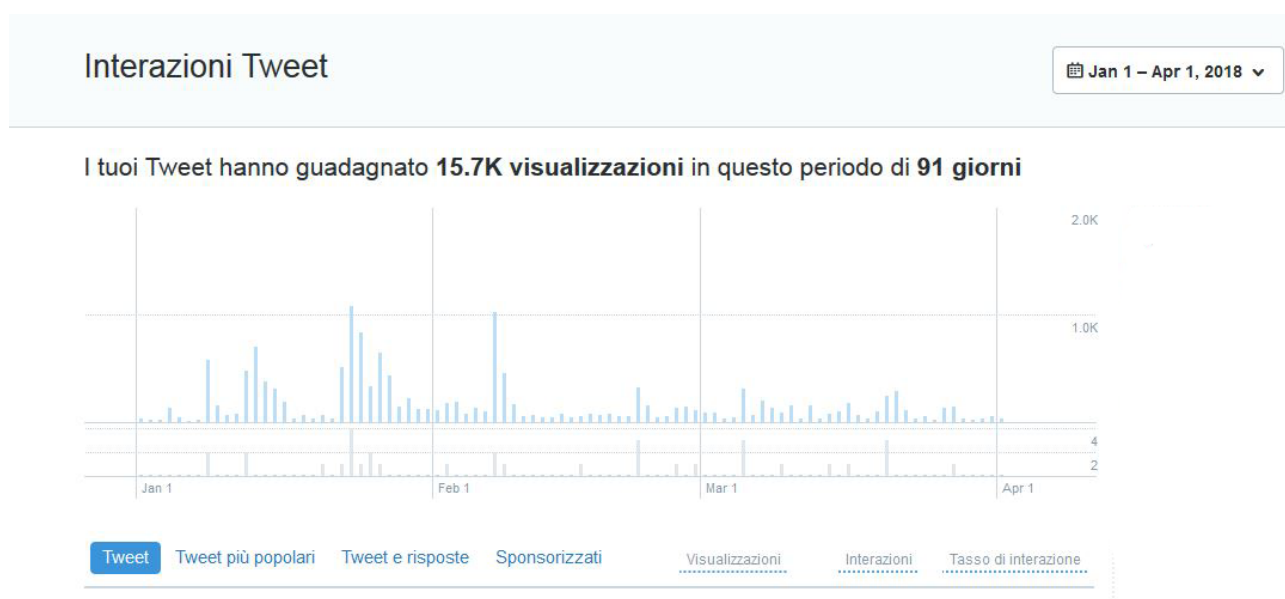 Interazioni Tweet
Jan 1 – Apr 1, 2018
I tuoi Tweet hanno guadagnato 15.7K visualizzazioni in questo periodo di 91 giorni
2.0K
1.0K
4
2
Jan 1 Feb 1 Mar 1 Apr 1
Tweet Tweet più popolari Tweet e risposte Sponsorizzati Visualizzazioni Interazioni Tasso di interazione